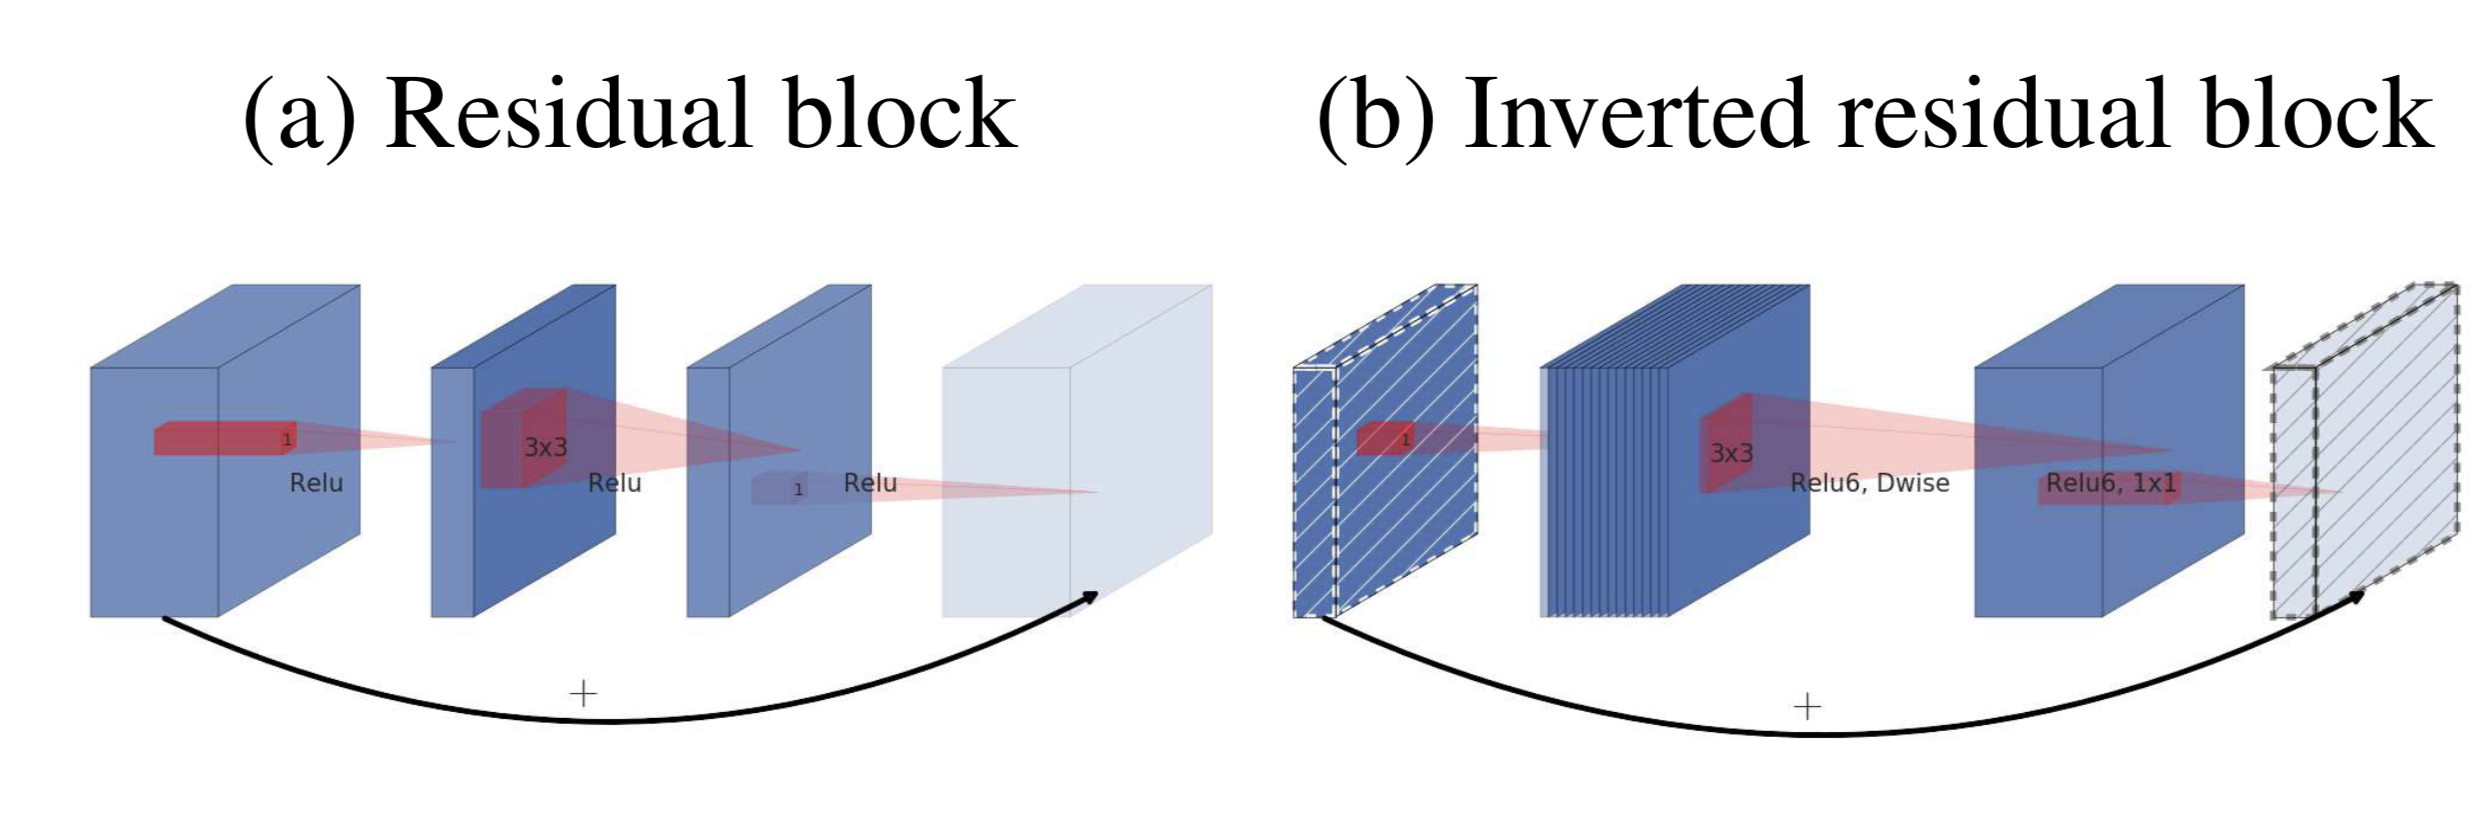 (a) Residual block
(b) Inverted residual block
1
Relu
3x3
Relu
1
Relu
+
1
3x3
Relu6, Dwise
Relu6, 1x1
+